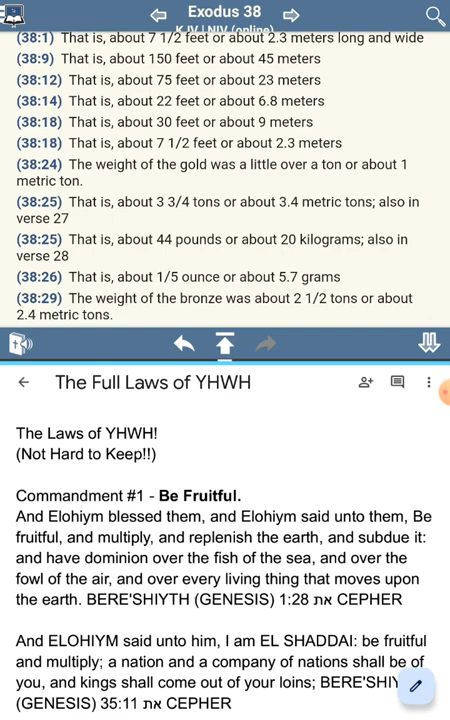 Exodus 38
KJV | NIV (online)
(38:1) That is, about 7 1/2 feet or about 2.3 meters long and wide
(38:9) That is, about 150 feet or about 45 meters
(38:12) That is, about 75 feet or about 23 meters
(38:14) That is, about 22 feet or about 6.8 meters
(38:18) That is, about 30 feet or about 9 meters
(38:18) That is, about 7 1/2 feet or about 2.3 meters
(38:24) The weight of the gold was a little over a ton or about 1
metric ton.
(38:25) That is, about 3 3/4 tons or about 3.4 metric tons; also in
verse 27
(38:25) That is, about 44 pounds or about 20 kilograms; also in
verse 28
(38:26) That is, about 1/5 ounce or about 5.7 grams
(38:29) The weight of the bronze was about 2 1/2 tons or about
2.4 metric tons.
The Full Laws of YHWH
The Laws of YHWH!
(Not Hard to Keep!!)
Commandment #1 - Be Fruitful.
And Elohiym blessed them, and Elohiym said unto them, Be
fruitful, and multiply, and replenish the earth, and subdue it:
and have dominion over the fish of the sea, and over the
fowl of the air, and over every living thing that moves upon
the earth. BERE'SHIYTH (GENESIS) 1:28 את CEPHER
And ELOHIYM said unto him, I am EL SHADDAI: be fruitful
and multiply; a nation and a company of nations shall be of
you, and kings shall come out of your loins; BERE'SHIY
(GENESIS) 35:11 את CEPHER